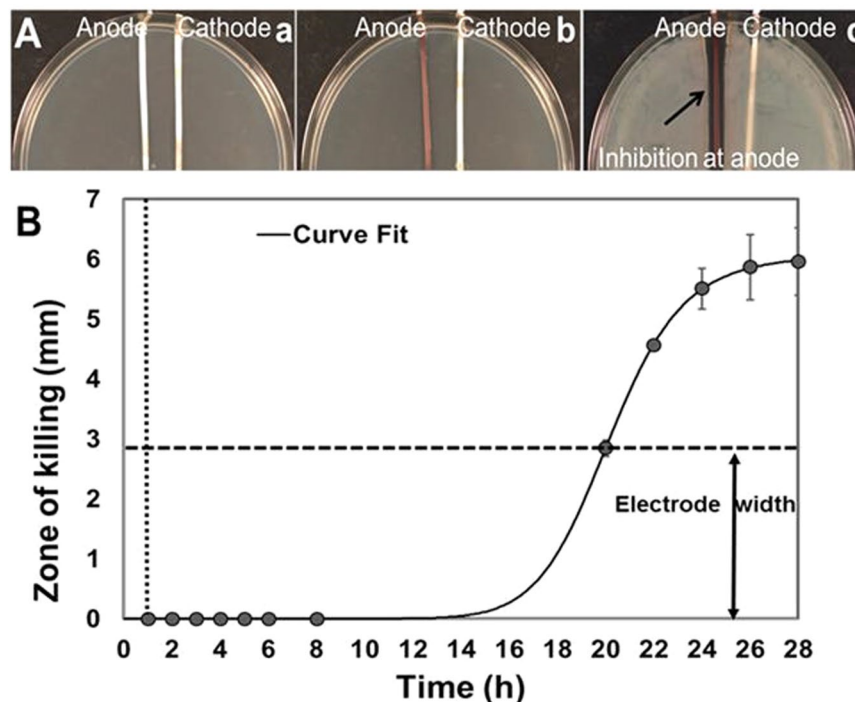 A
Anode
Cathode
a
Anode
Cathode
b
Anode
Cathode
c
Inhibition at anode
B
Curve Fit
Zone of killing (mm)
7
6
5
4
3
2
1
0
Electrode width
0 2 4 6 8 10 12 14 16 18 20 22 24 26 28
Time (h)